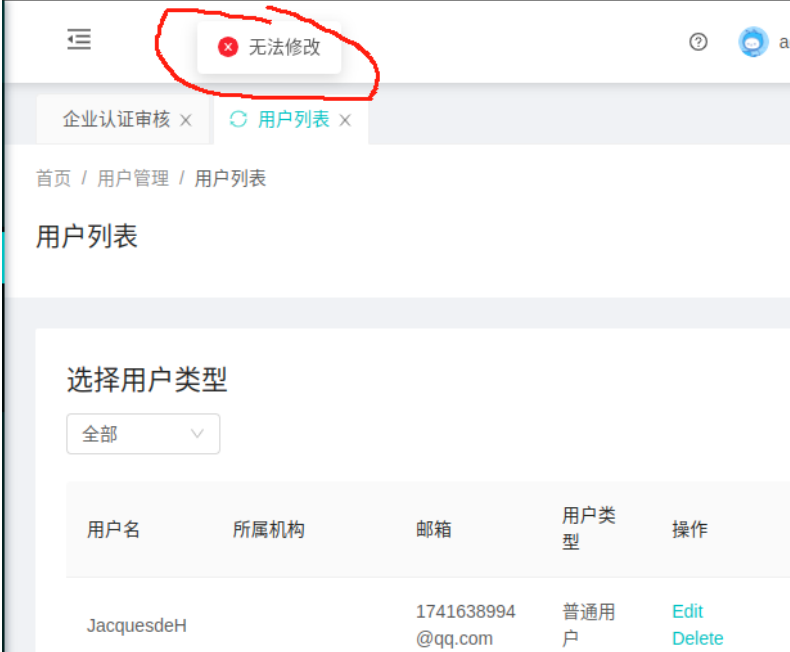 无法修改
a
企业认证审核
用户列表
首页 / 用户管理 / 用户列表
用户列表
选择用户类型
全部
用户名 所属机构 邮箱 用户类
型 操作
JacquesdeH 1741638994
@qq.com 普通用
户 Edit
Delete